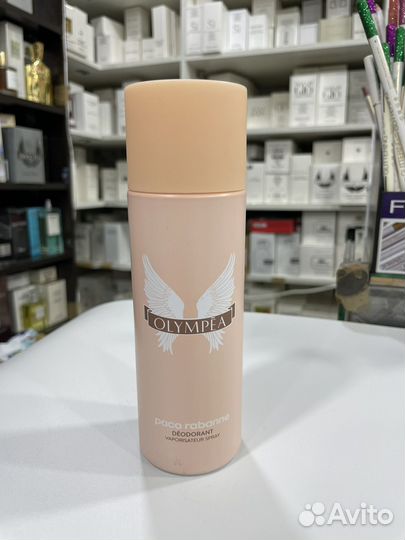 OLYMPĒA
paco rabanne
DÉODORANT
VAPORISATEUR SPRAY
Avito